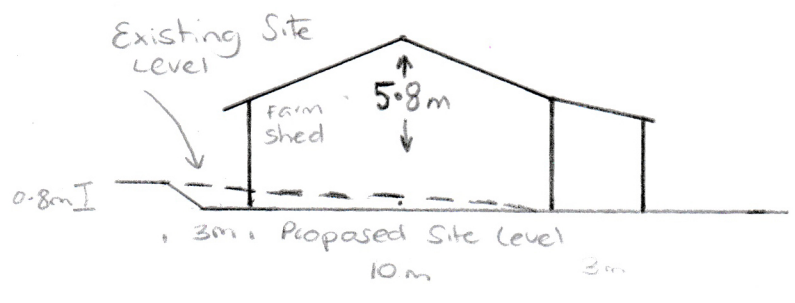 Existing Site
Level
5.8m
Farm
shed
0.8m
3m
Proposed Site Level
10m
3m